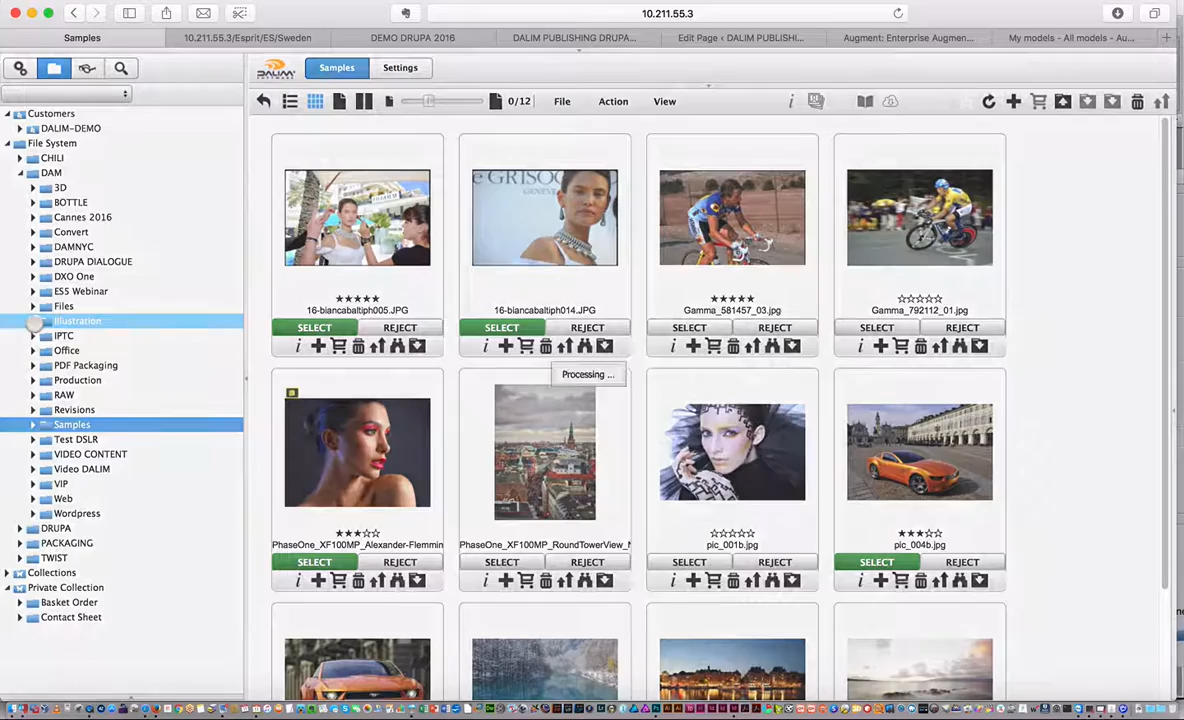 10.211.55.3
Samples
10.211.55.3/Esprit/ES/Sweden
DEMO DRUPA 2016
DALIM PUBLISHING DRUPA...
Edit Page ‹ DALIM PUBLISHI...
Augment: Enterprise Augmen...
My models - All models - Au...
DALIM
SOFTWARE
Samples
Settings
0/12
File
Action
View
Customers
DALIM-DEMO
File System
CHILI
DAM
3D
BOTTLE
Cannes 2016
Convert
DAMNYC
DRUPA DIALOGUE
DXO One
ES5 Webinar
Files
Illustration
IPTC
Office
PDF Packaging
Production
RAW
Revisions
Samples
Test DSLR
VIDEO CONTENT
Video DALIM
VIP
Web
Wordpress
DRUPA
PACKAGING
TWIST
Collections
Private Collection
Basket Order
Contact Sheet
e GRISOG
GENEVE
16-biancabaltiph005.JPG
16-biancabaltiph014.JPG
Gamma_581457_03.jpg
Gamma_792112_01.jpg
SELECT REJECT SELECT REJECT SELECT REJECT SELECT REJECT
Processing ...
PhaseOne_XF100MP_Alexander-Flemmin
PhaseOne_XF100MP_RoundTowerView_
pic_001b.jpg
pic_004b.jpg
SELECT REJECT SELECT REJECT SELECT REJECT SELECT REJECT